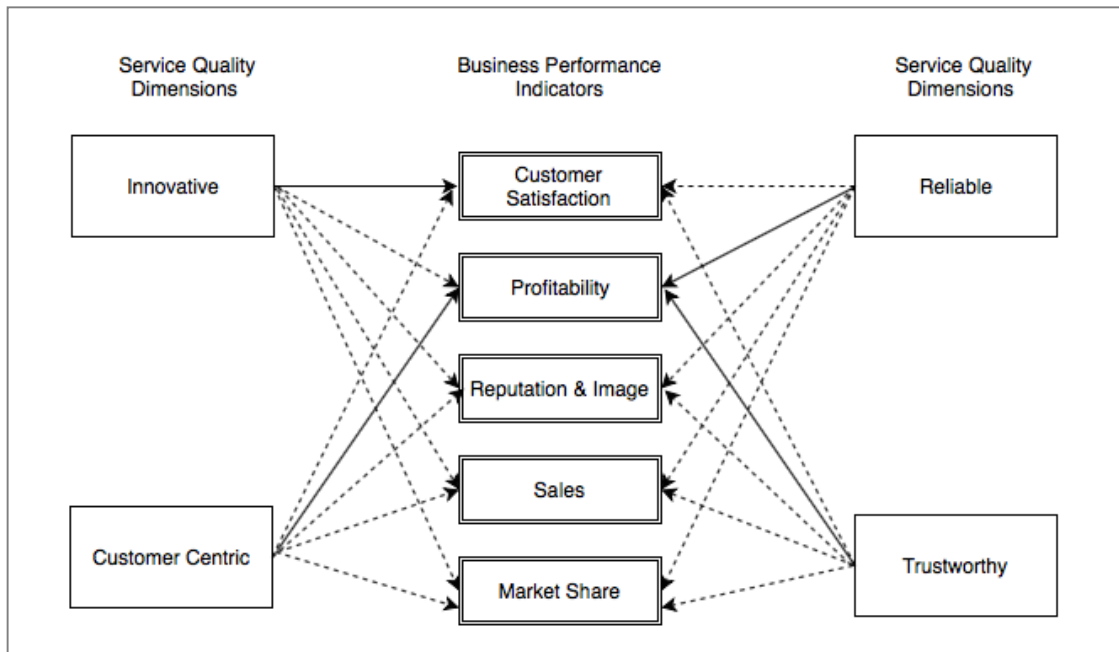 Service Quality
Dimensions
Business Performance
Indicators
Service Quality
Dimensions
Innovative
Customer
Satisfaction
Reliable
Profitability
Reputation & Image
Sales
Customer Centric
Market Share
Trustworthy